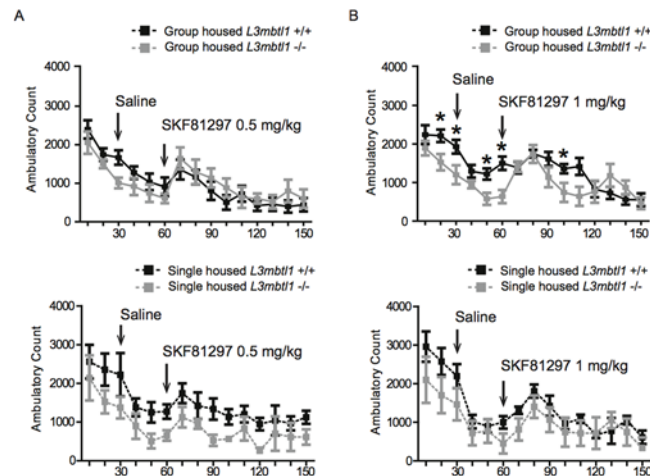 A
Group housed L3mbtl1 +/+
Group housed L3mbtl1 -/-
Ambulatory Count
4000
3000
2000
1000
0
Saline
SKF81297 0.5 mg/kg
30 60 90 120 150
B
Group housed L3mbtl1 +/+
Group housed L3mbtl1 -/-
Ambulatory Count
4000
3000
2000
1000
0
Saline
SKF81297 1 mg/kg
* * * * *
30 60 90 120 150
Single housed L3mbtl1 +/+
Single housed L3mbtl1 -/-
Ambulatory Count
4000
3000
2000
1000
0
Saline
SKF81297 0.5 mg/kg
30 60 90 120 150
Single housed L3mbtl1 +/+
Single housed L3mbtl1 -/-
Ambulatory Count
4000
3000
2000
1000
0
Saline
SKF81297 1 mg/kg
30 60 90 120 150